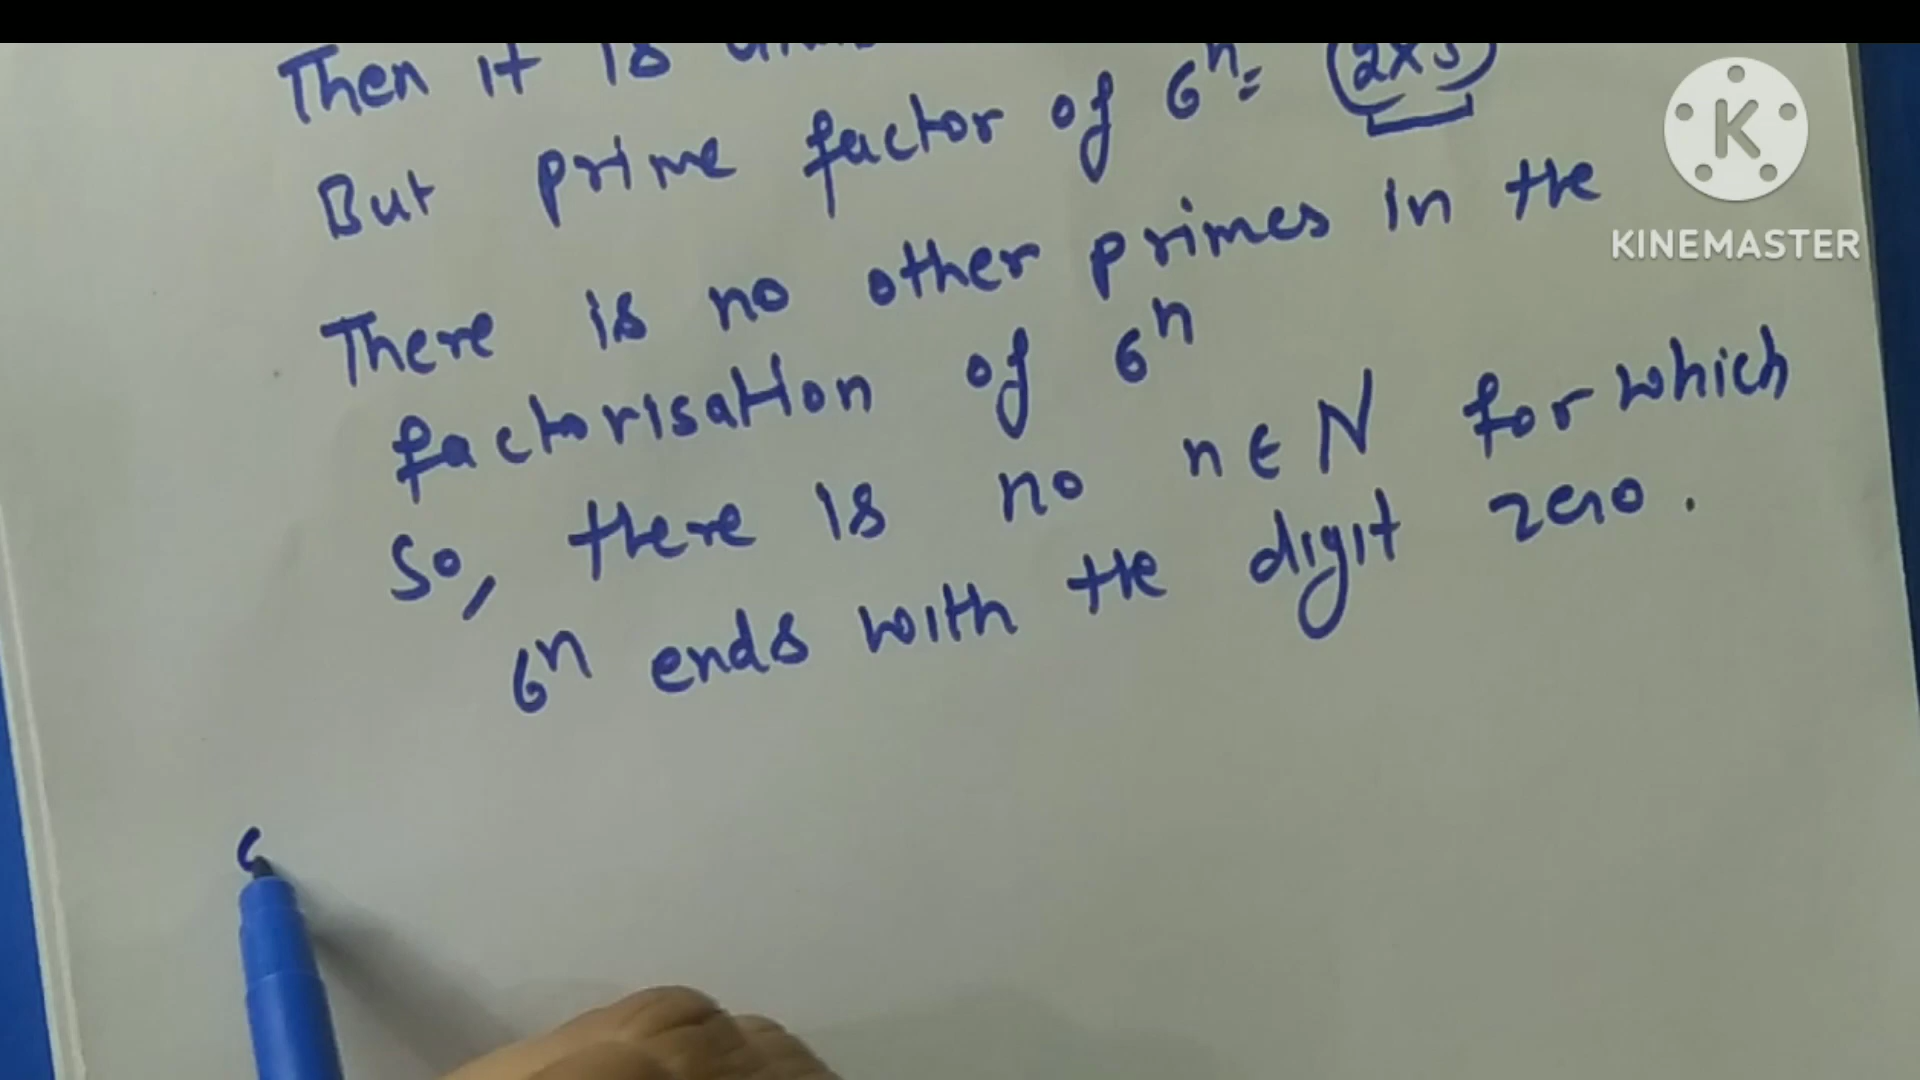 Then it is
But prime factor of 6ⁿ = (2×3)
There is no other primes in the
factorisation of 6ⁿ
So, there is no n ∈ N for which
6ⁿ ends with the digit zero.
K
KINEMASTER